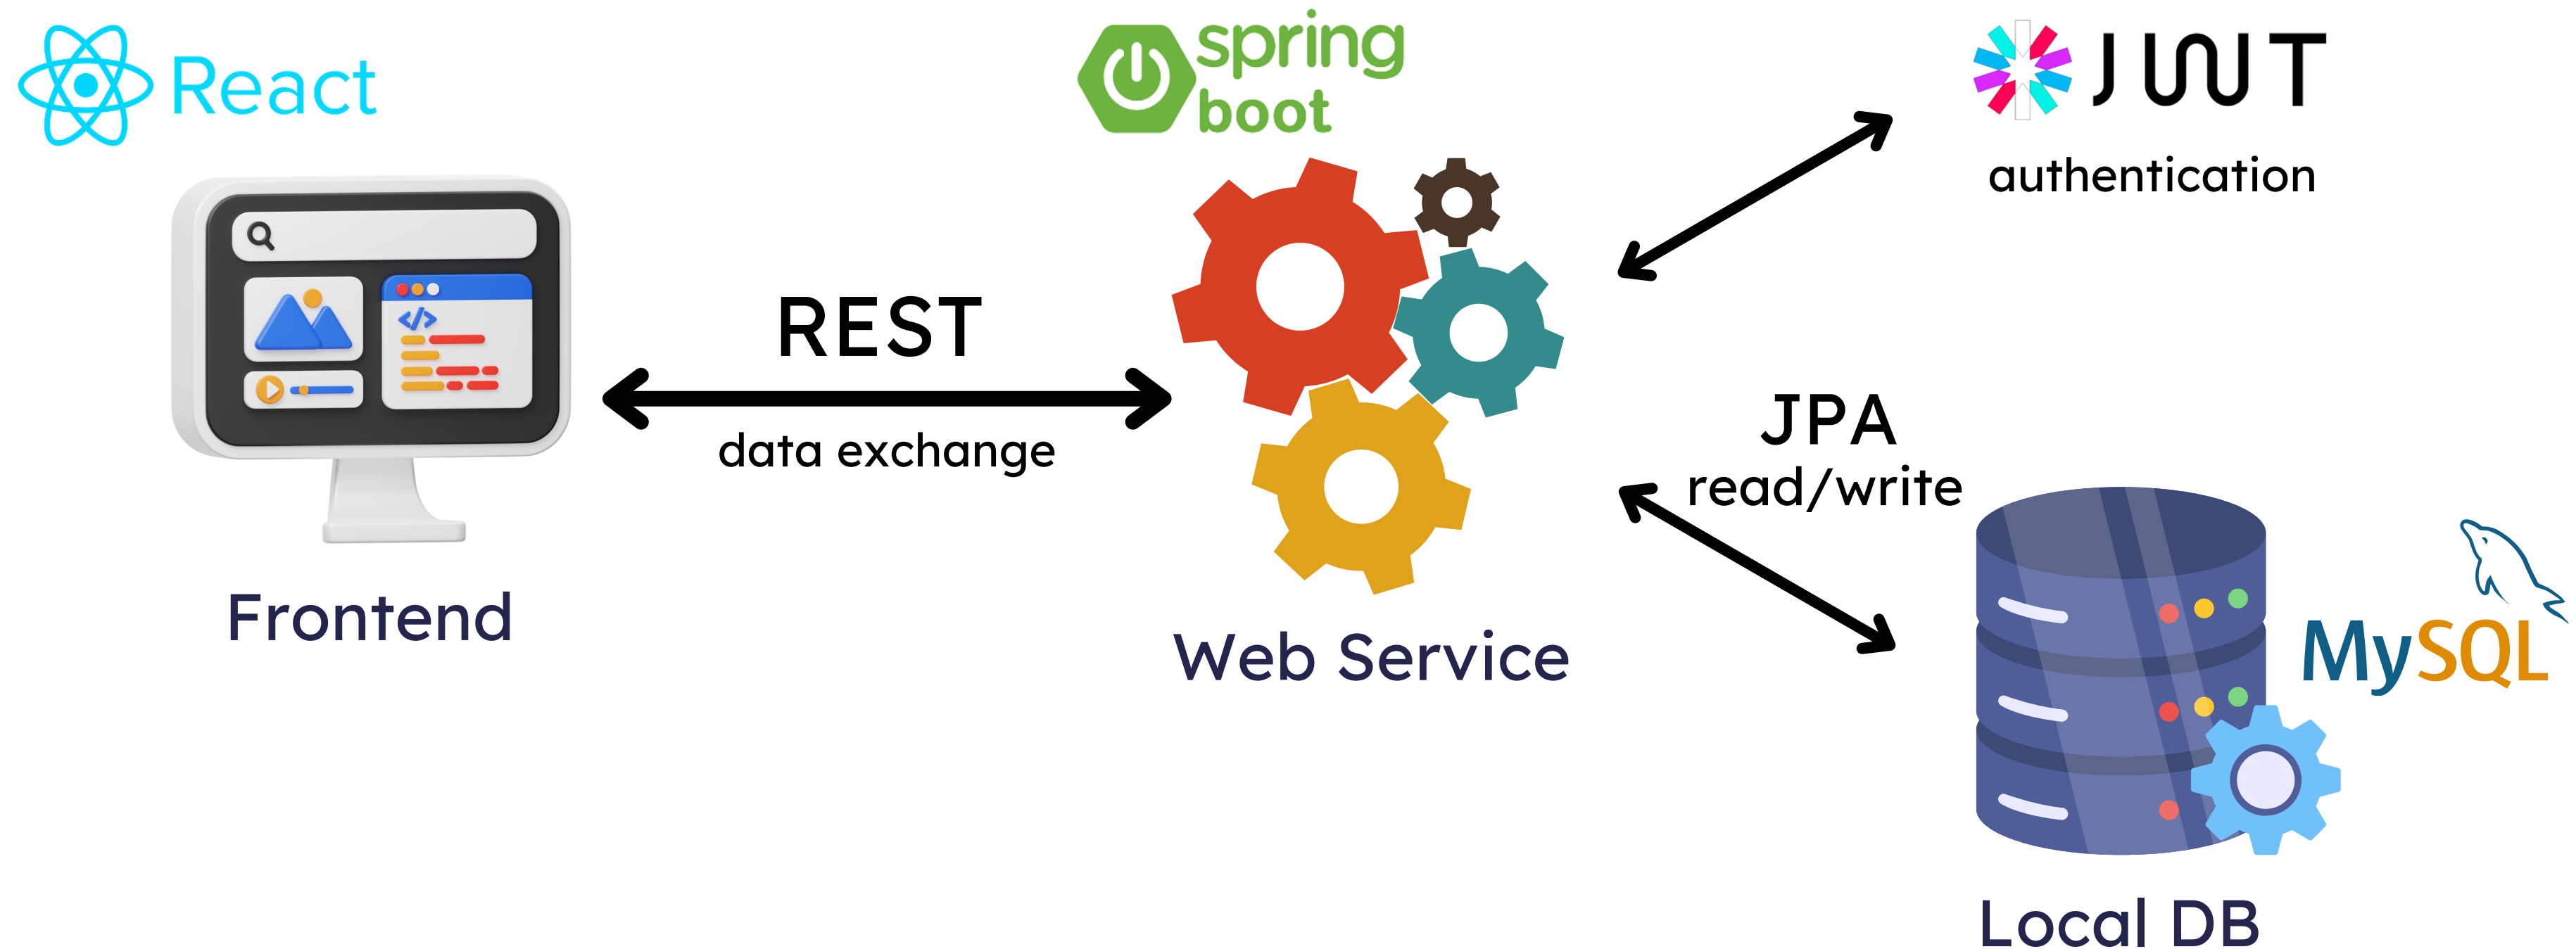 React
spring
boot
JWT
authentication
</>
REST
data exchange
JPA
read/write
MySQL
Frontend
Web Service
Local DB